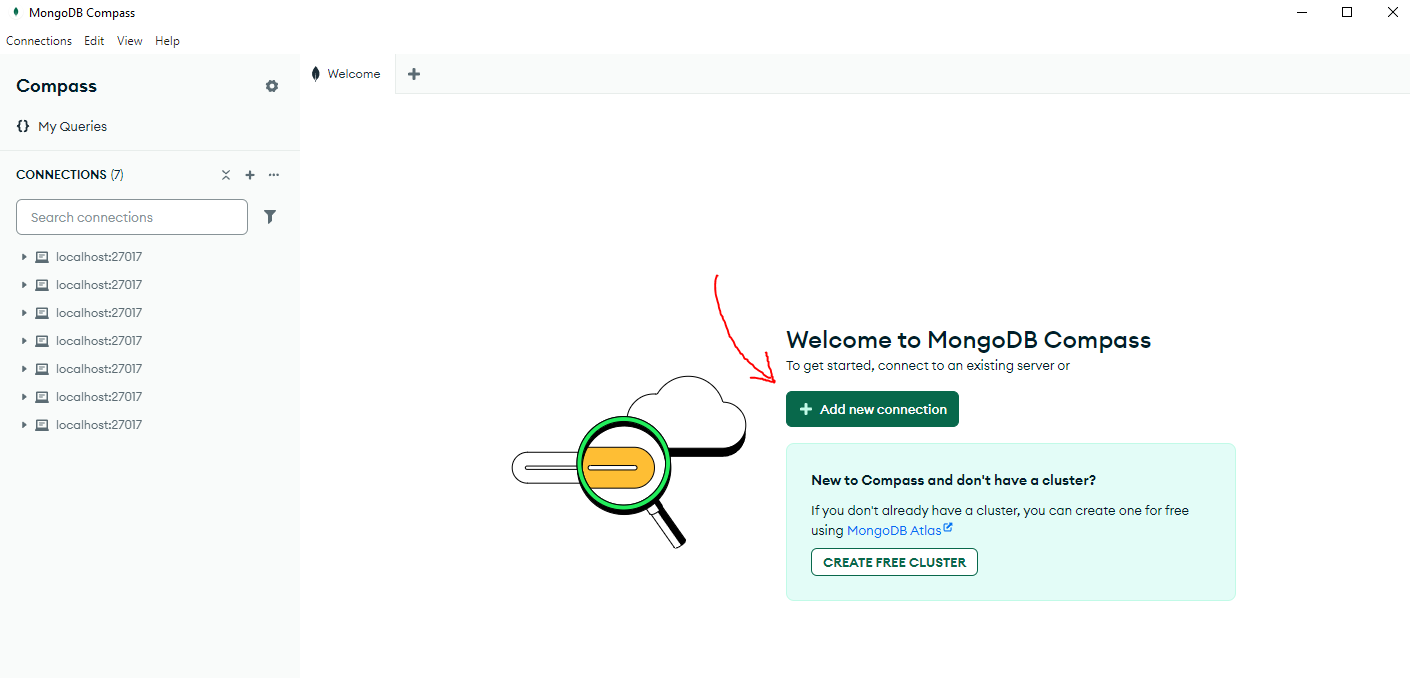 MongoDB Compass
Connections Edit View Help
Compass
{} My Queries
CONNECTIONS (7)
Search connections
localhost:27017
localhost:27017
localhost:27017
localhost:27017
localhost:27017
localhost:27017
localhost:27017
Welcome
Welcome to MongoDB Compass
To get started, connect to an existing server or
Add new connection
New to Compass and don't have a cluster?
If you don't already have a cluster, you can create one for free
using MongoDB Atlas
CREATE FREE CLUSTER